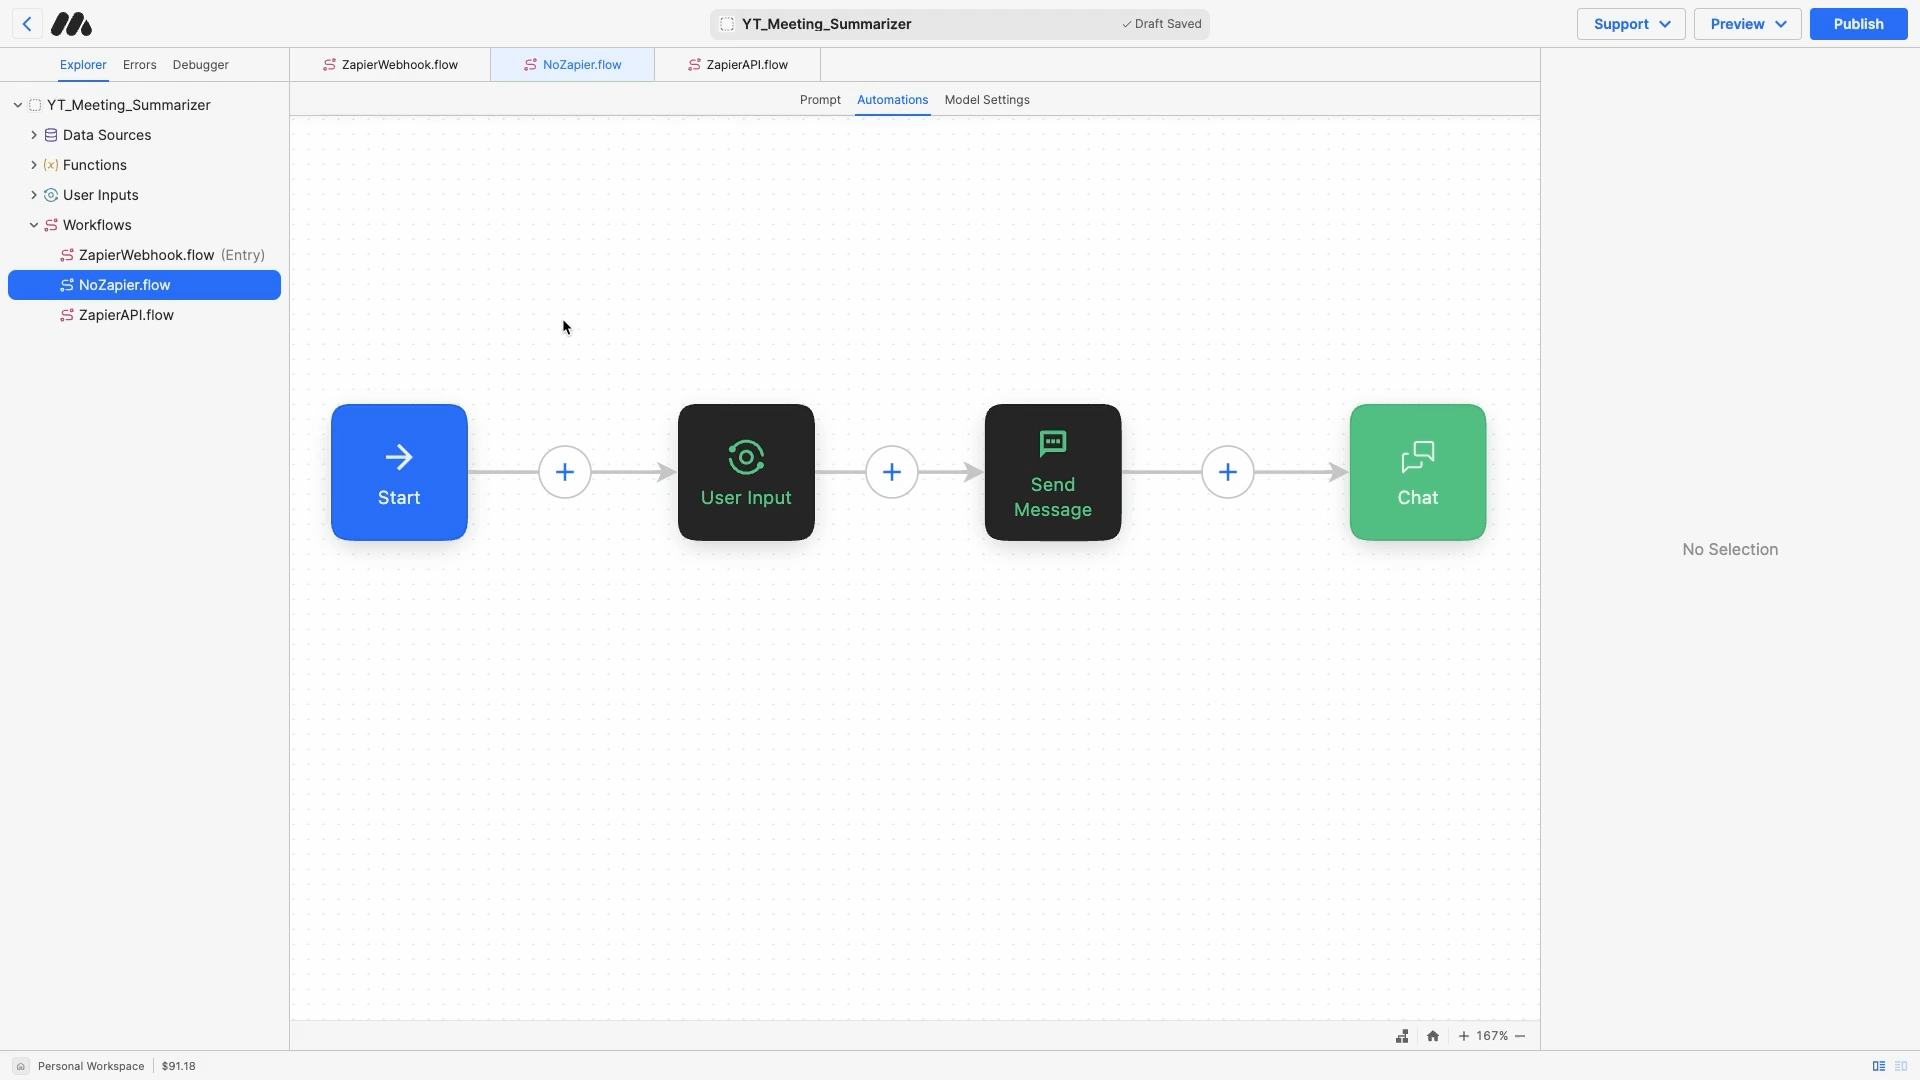 YT_Meeting_Summarizer
Draft Saved
Support
Preview
Publish
Explorer
Errors
Debugger
ZapierWebhook.flow
NoZapier.flow
ZapierAPI.flow
Prompt
Automations
Model Settings
YT_Meeting_Summarizer
Data Sources
Functions
User Inputs
Workflows
ZapierWebhook.flow (Entry)
NoZapier.flow
ZapierAPI.flow
Start
User Input
Send
Message
Chat
No Selection
167%
Personal Workspace
$91.18